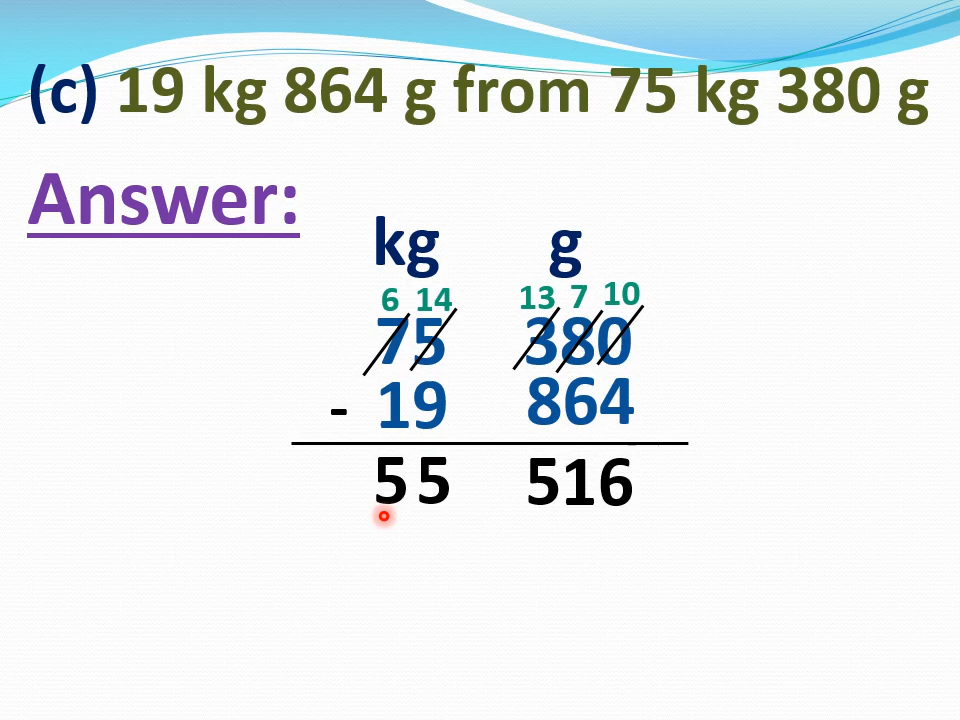 (c) 19 kg 864 g from 75 kg 380 g
Answer:
kg g
6 14 13 7 10
75 380
- 19 864
55 516